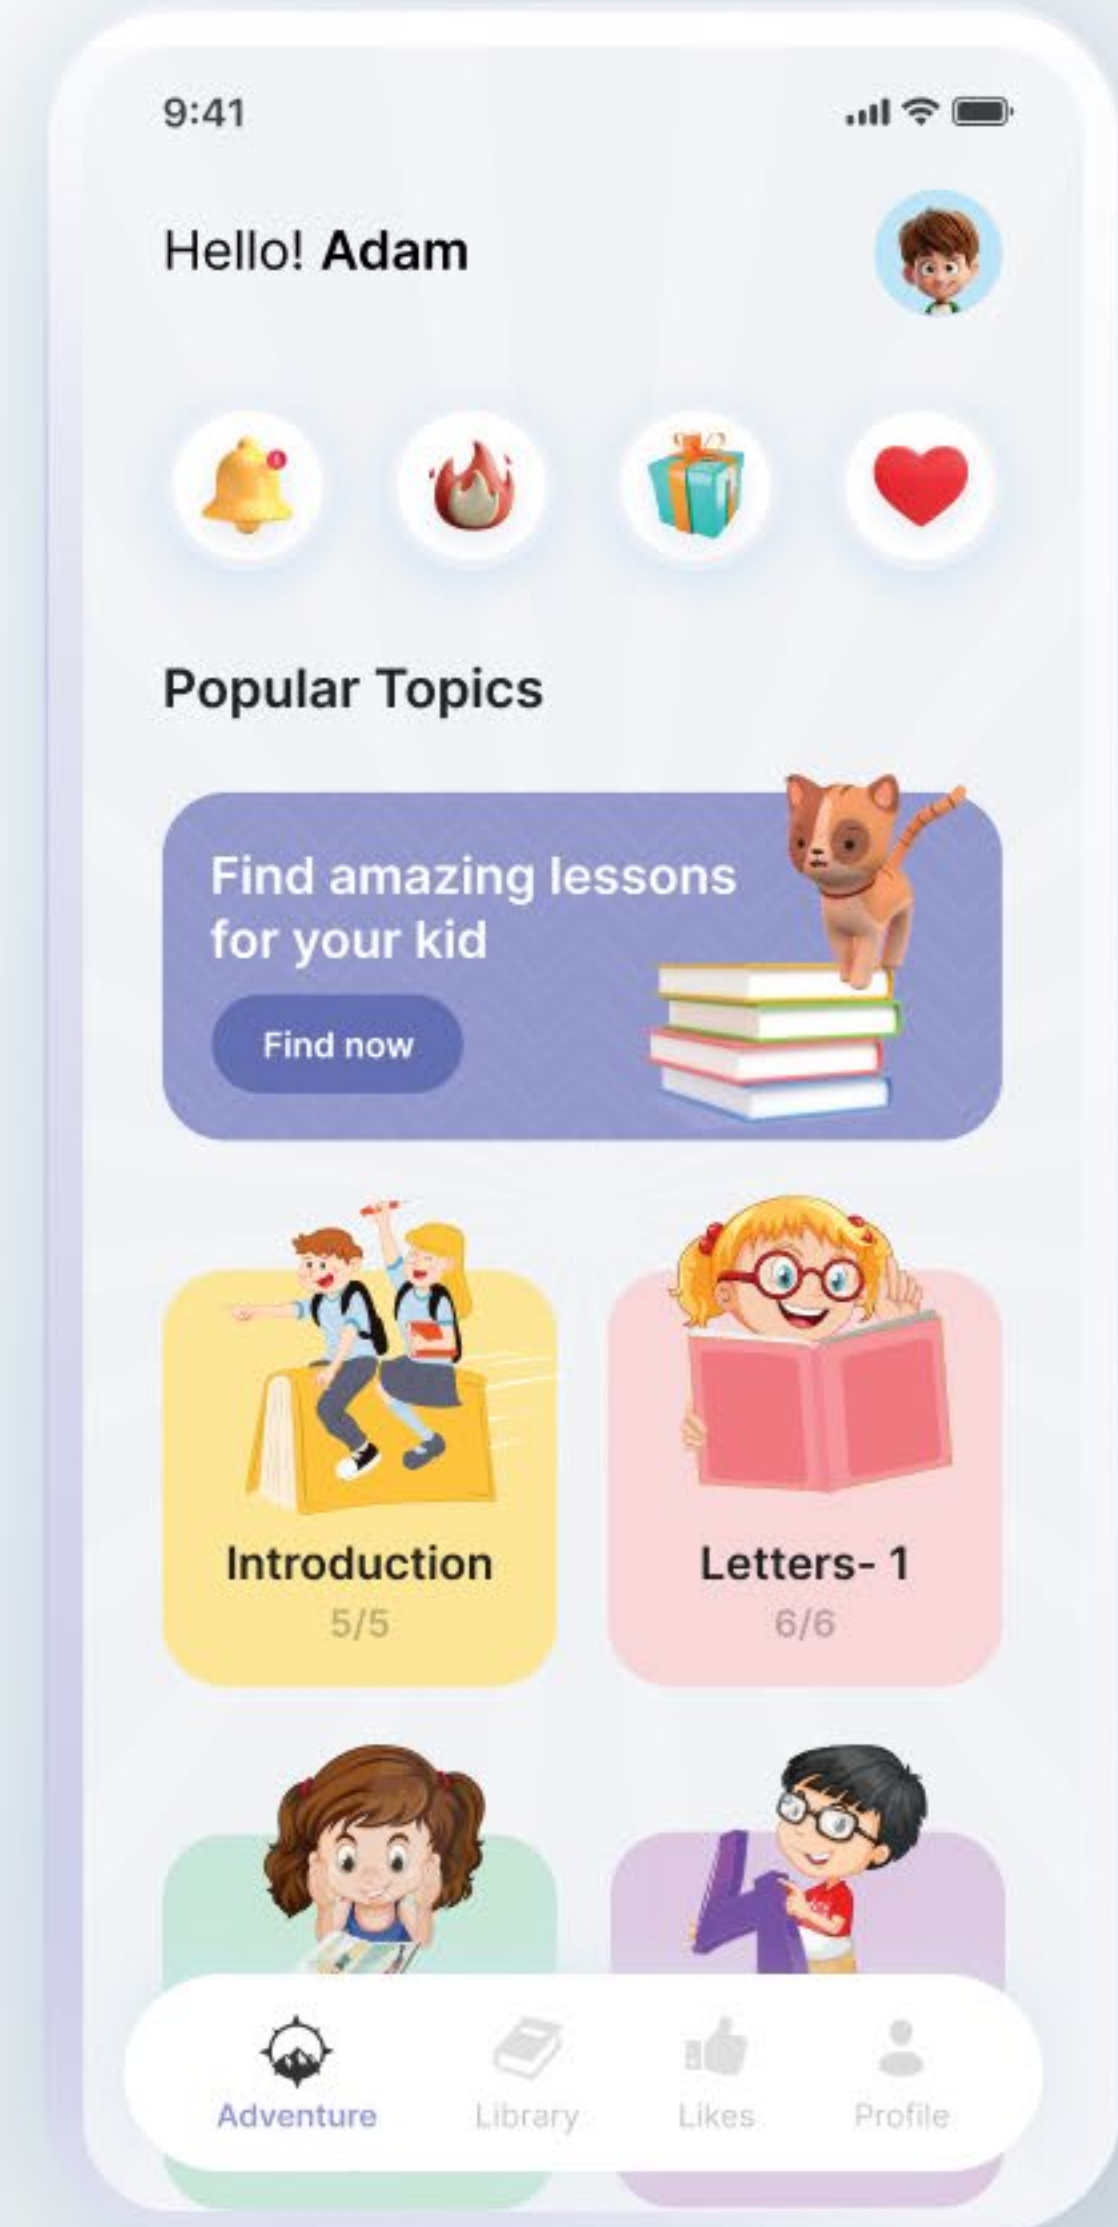 9:41
Hello! Adam
Popular Topics
Find amazing lessons
for your kid
Find now
Introduction
5/5
Letters- 1
6/6
Adventure
Library
Likes
Profile